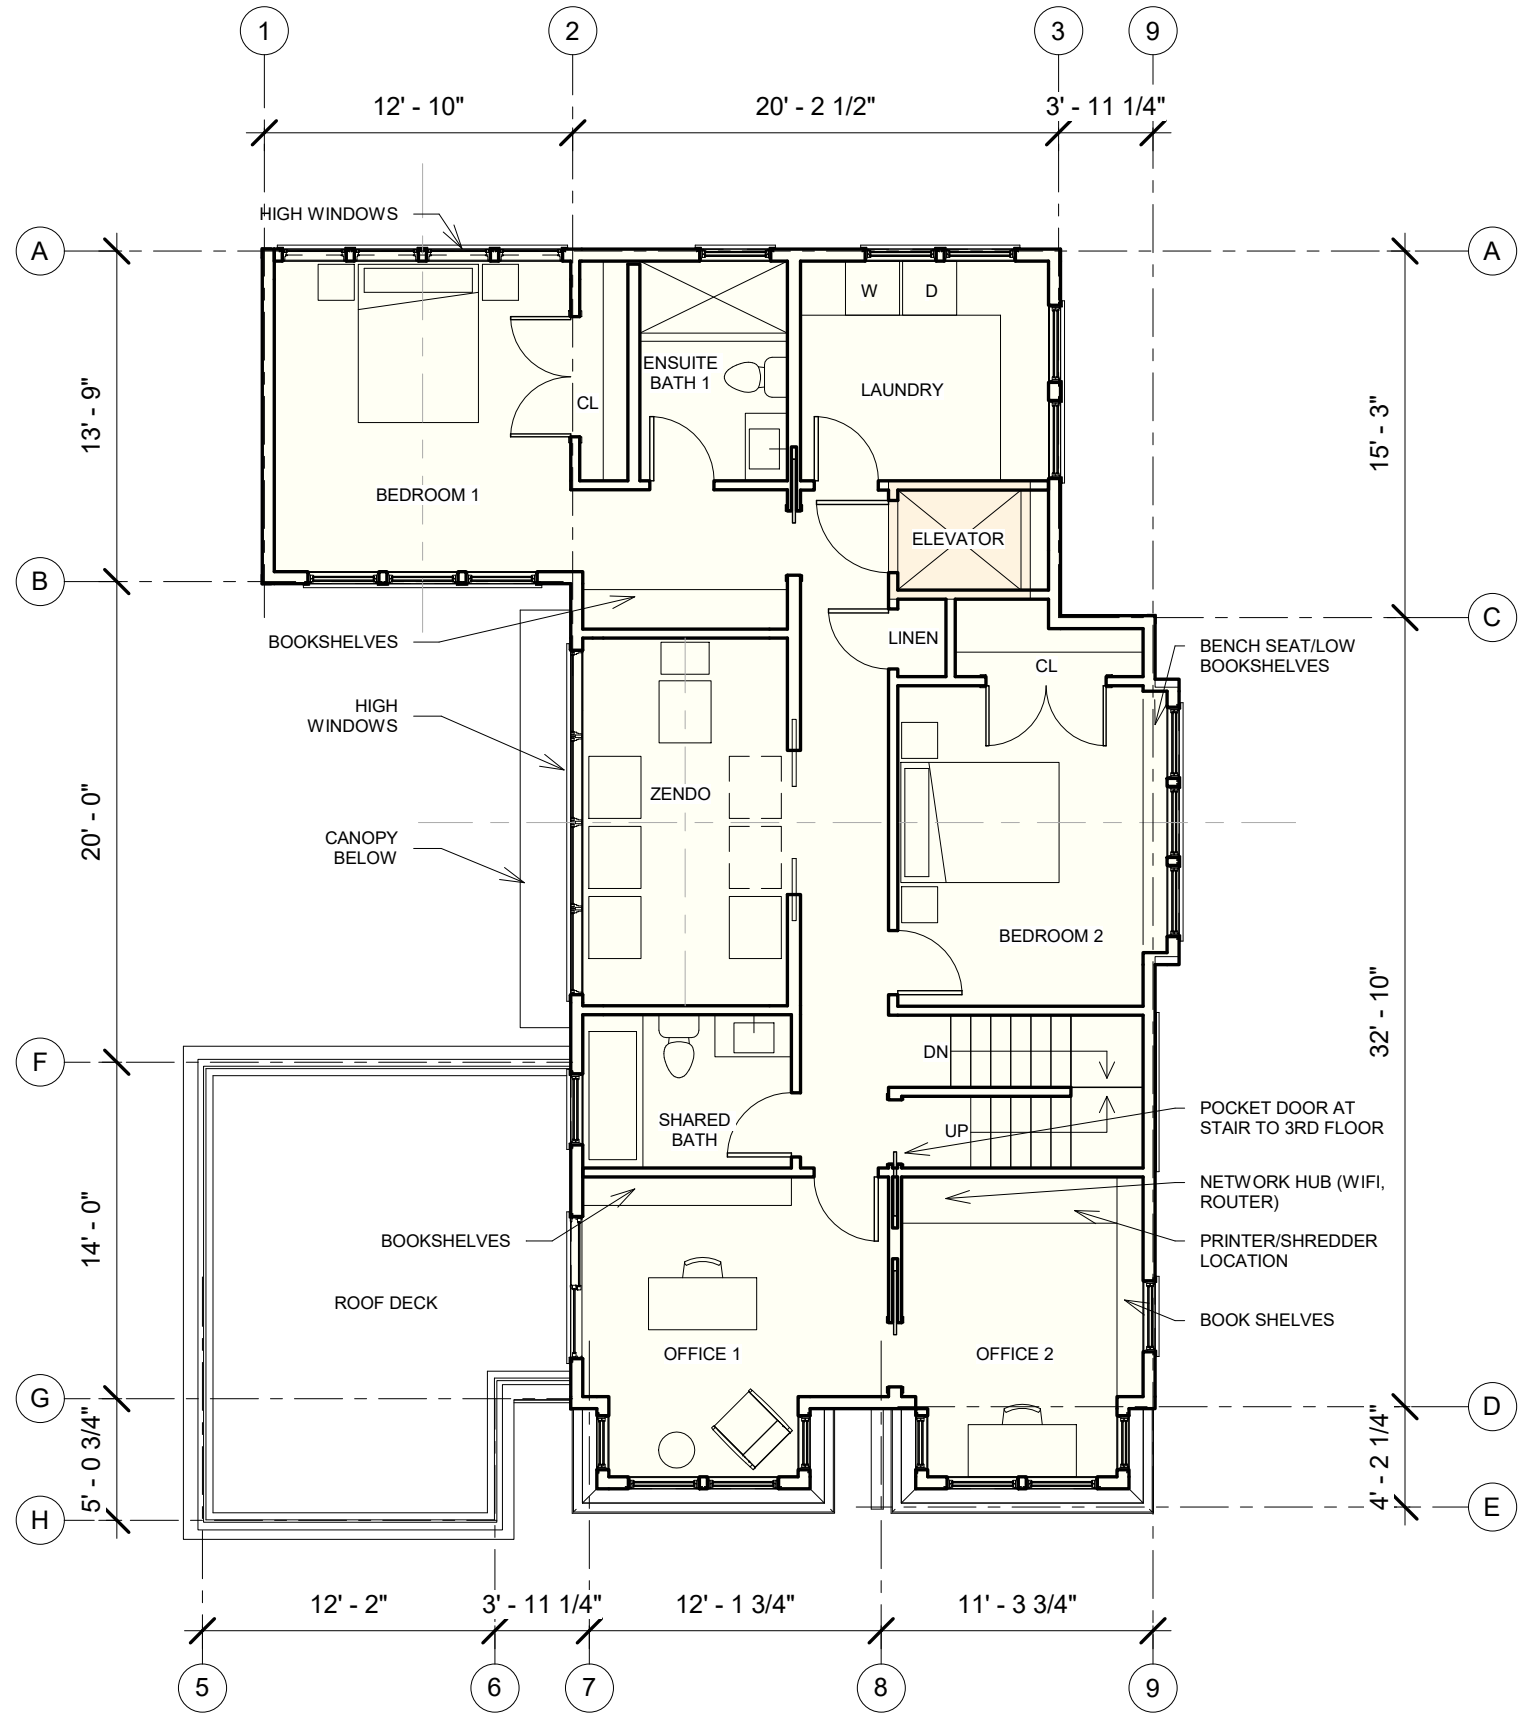 1
2
3
9
12' - 10"
20' - 2 1/2"
3' - 11 1/4"
HIGH WINDOWS
A
A
W
D
ENSUITE
BATH 1
LAUNDRY
CL
13' - 9"
15' - 3"
BEDROOM 1
ELEVATOR
B
C
BOOKSHELVES
LINEN
CL
BENCH SEAT/LOW
BOOKSHELVES
HIGH
WINDOWS
ZENDO
20' - 0"
CANOPY
BELOW
BEDROOM 2
32' - 10"
F
DN
UP
SHARED
BATH
POCKET DOOR AT
STAIR TO 3RD FLOOR
NETWORK HUB (WIFI,
ROUTER)
14' - 0"
BOOKSHELVES
PRINTER/SHREDDER
LOCATION
ROOF DECK
BOOK SHELVES
OFFICE 1
OFFICE 2
G
D
5' - 0 3/4"
4' - 2 1/4"
H
E
12' - 2"
3' - 11 1/4"
12' - 1 3/4"
11' - 3 3/4"
5
6
7
8
9